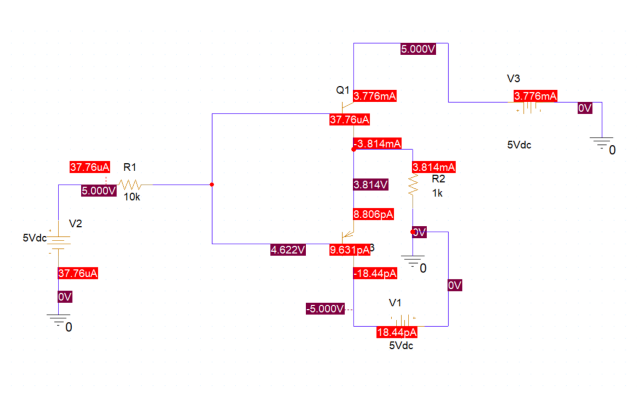 5.000V
V3
Q1
3.776mA
3.776mA
0V
37.76uA
0
5Vdc
-3.814mA
37.76uA
R1
3.814mA
R2
5.000V
3.814V
10k
1k
8.806pA
V2
0V
5Vdc
4.622V
9.631pA
3
0
37.76uA
-18.44pA
0V
0V
V1
-5.000V
0
18.44pA
5Vdc